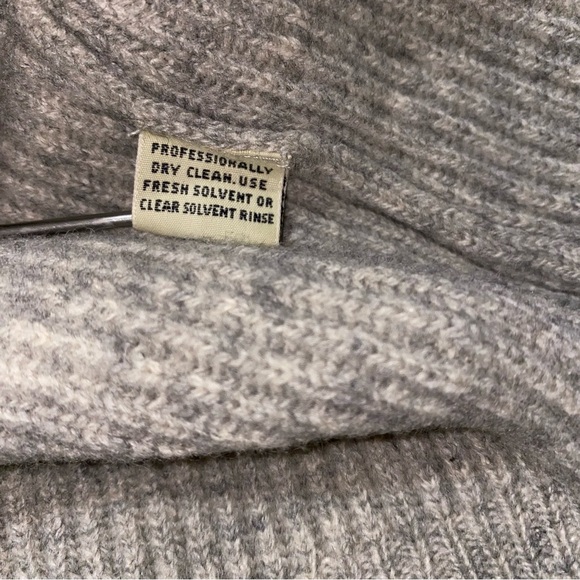 PROFESSIONALLY
DRY CLEAN. USE
FRESH SOLVENT OR
CLEAR SOLVENT RINSE